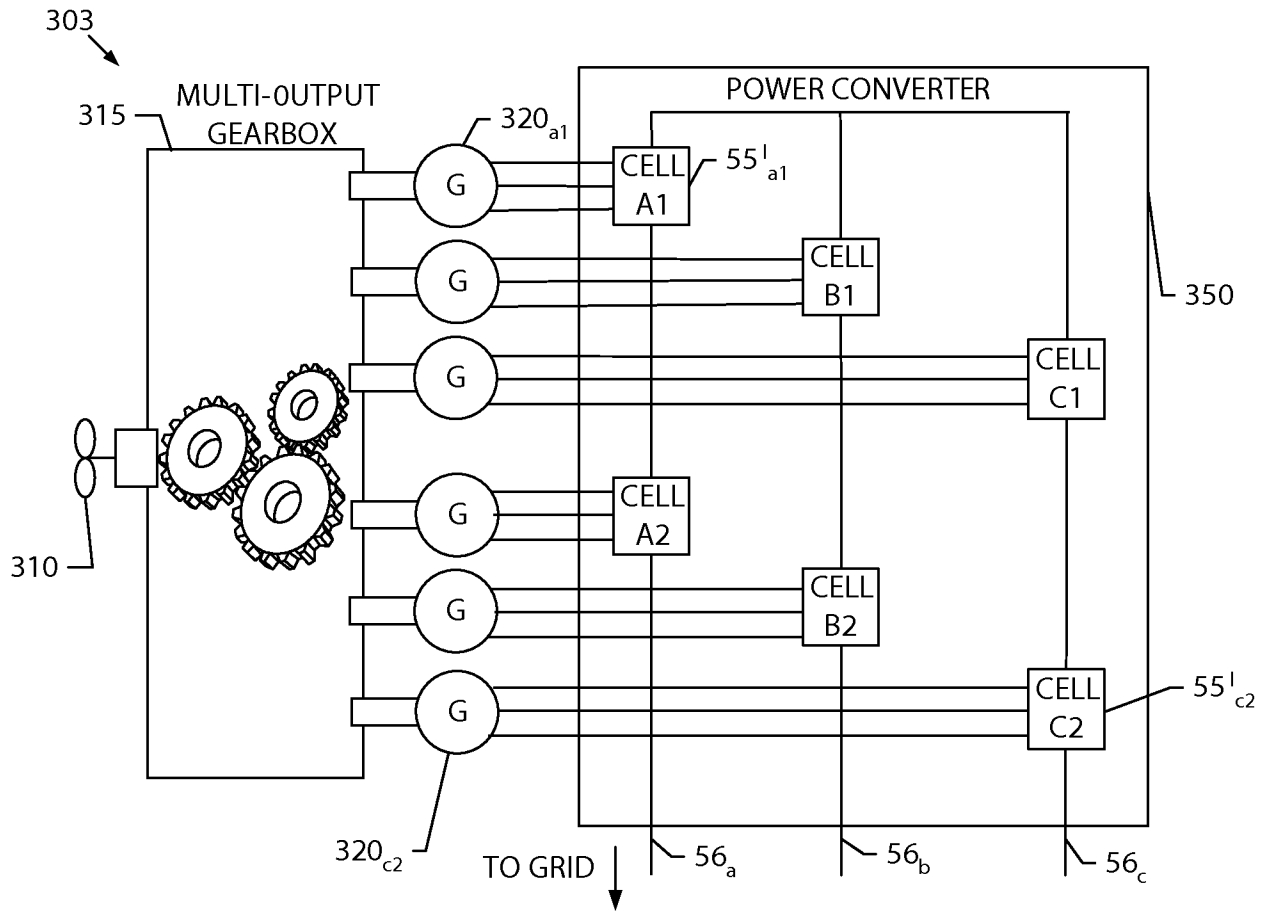 303
MULTI-0UTPUT
GEARBOX
315
320a1
POWER CONVERTER
G
CELL
A1
55'a1
G
CELL
B1
350
G
CELL
C1
310
G
CELL
A2
G
CELL
B2
G
CELL
C2
55'c2
320c2
TO GRID
56a
56b
56c